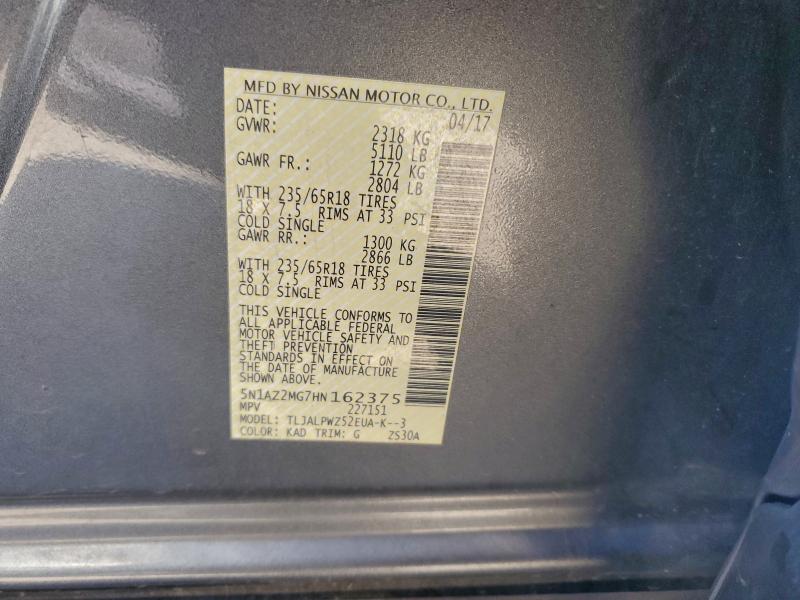 MFD BY NISSAN MOTOR CO., LTD.
DATE: 04/17
GVWR: 2318 KG
5110 LB
GAWR FR.: 1272 KG
2804 LB
WITH 235/65R18 TIRES
18 X 7.5 RIMS AT 33 PSI
COLD SINGLE
GAWR RR.: 1300 KG
2866 LB
WITH 235/65R18 TIRES
18 X 7.5 RIMS AT 33 PSI
COLD SINGLE
THIS VEHICLE CONFORMS TO
ALL APPLICABLE FEDERAL
MOTOR VEHICLE SAFETY AND
THEFT PREVENTION
STANDARDS IN EFFECT ON
THE DATE OF MANUFACTURE
SHOWN ABOVE.
5N1AZ2MG7HN162375
MPV 227151
MODEL: TLJALPWZ52EUA-K--3
COLOR: KAD TRIM: G ZS30A